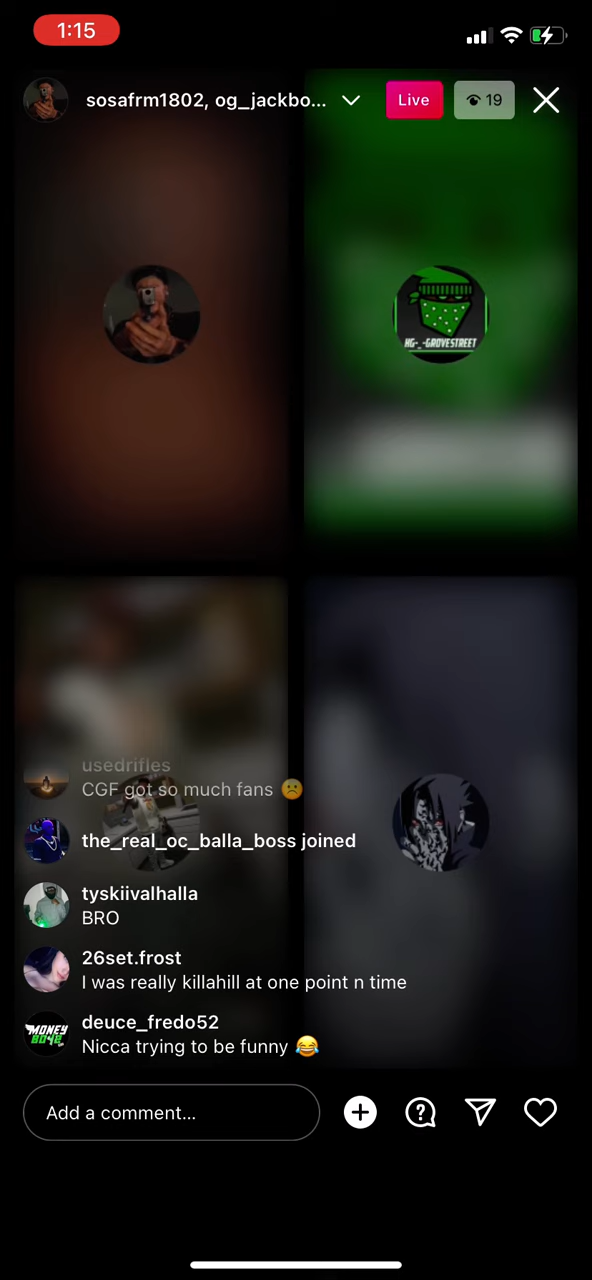 1:15
sosafrm1802, og_jackbo...
Live
19
HG-_-GROVESTREET
usedrifles
CGF got so much fans ☹️
the_real_oc_balla_boss joined
tyskiivalhalla
BRO
26set.frost
I was really killahill at one point n time
MONEY
deuce_fredo52
Nicca trying to be funny 😂
Add a comment...